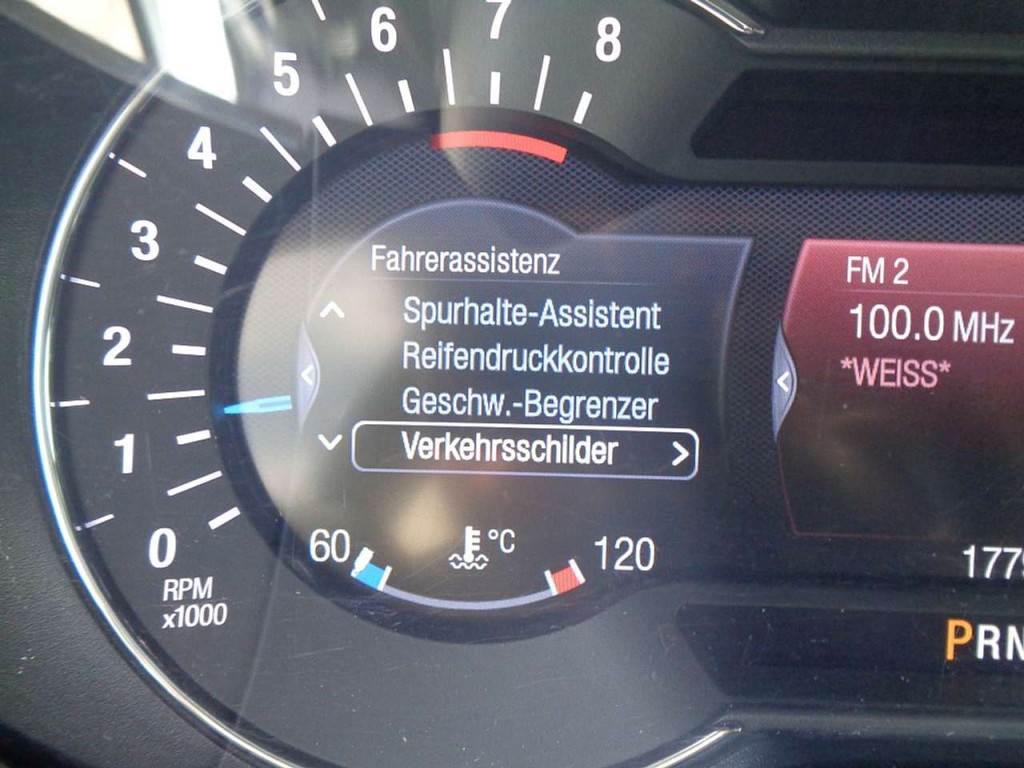 8
7
6
5
4
3
2
1
0
RPM
x1000
Fahrerassistenz
Spurhalte-Assistent
Reifendruckkontrolle
Geschw.-Begrenzer
Verkehrsschilder
60
°C
120
FM 2
100.0 MHz
*WEISS*
PRN